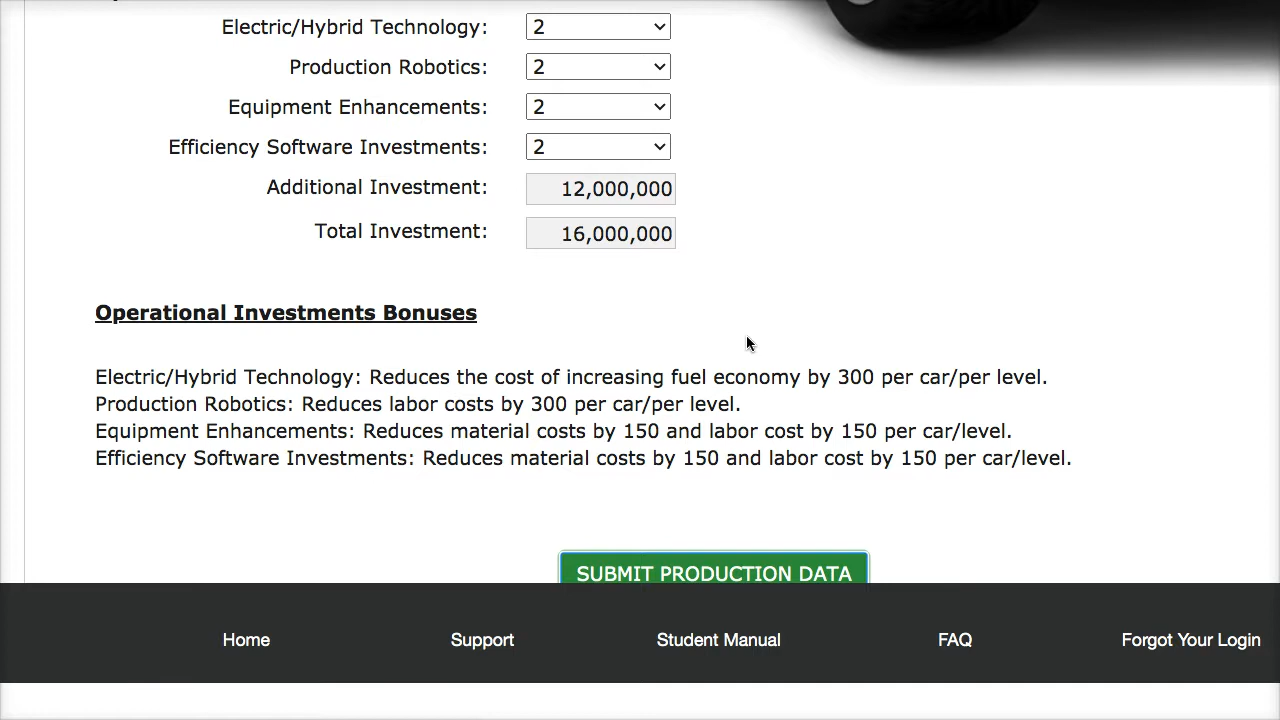 Electric/Hybrid Technology: 2
Production Robotics: 2
Equipment Enhancements: 2
Efficiency Software Investments: 2
Additional Investment: 12,000,000
Total Investment: 16,000,000
Operational Investments Bonuses
Electric/Hybrid Technology: Reduces the cost of increasing fuel economy by 300 per car/per level.
Production Robotics: Reduces labor costs by 300 per car/per level.
Equipment Enhancements: Reduces material costs by 150 and labor cost by 150 per car/level.
Efficiency Software Investments: Reduces material costs by 150 and labor cost by 150 per car/level.
SUBMIT PRODUCTION DATA
Home Support Student Manual FAQ Forgot Your Login